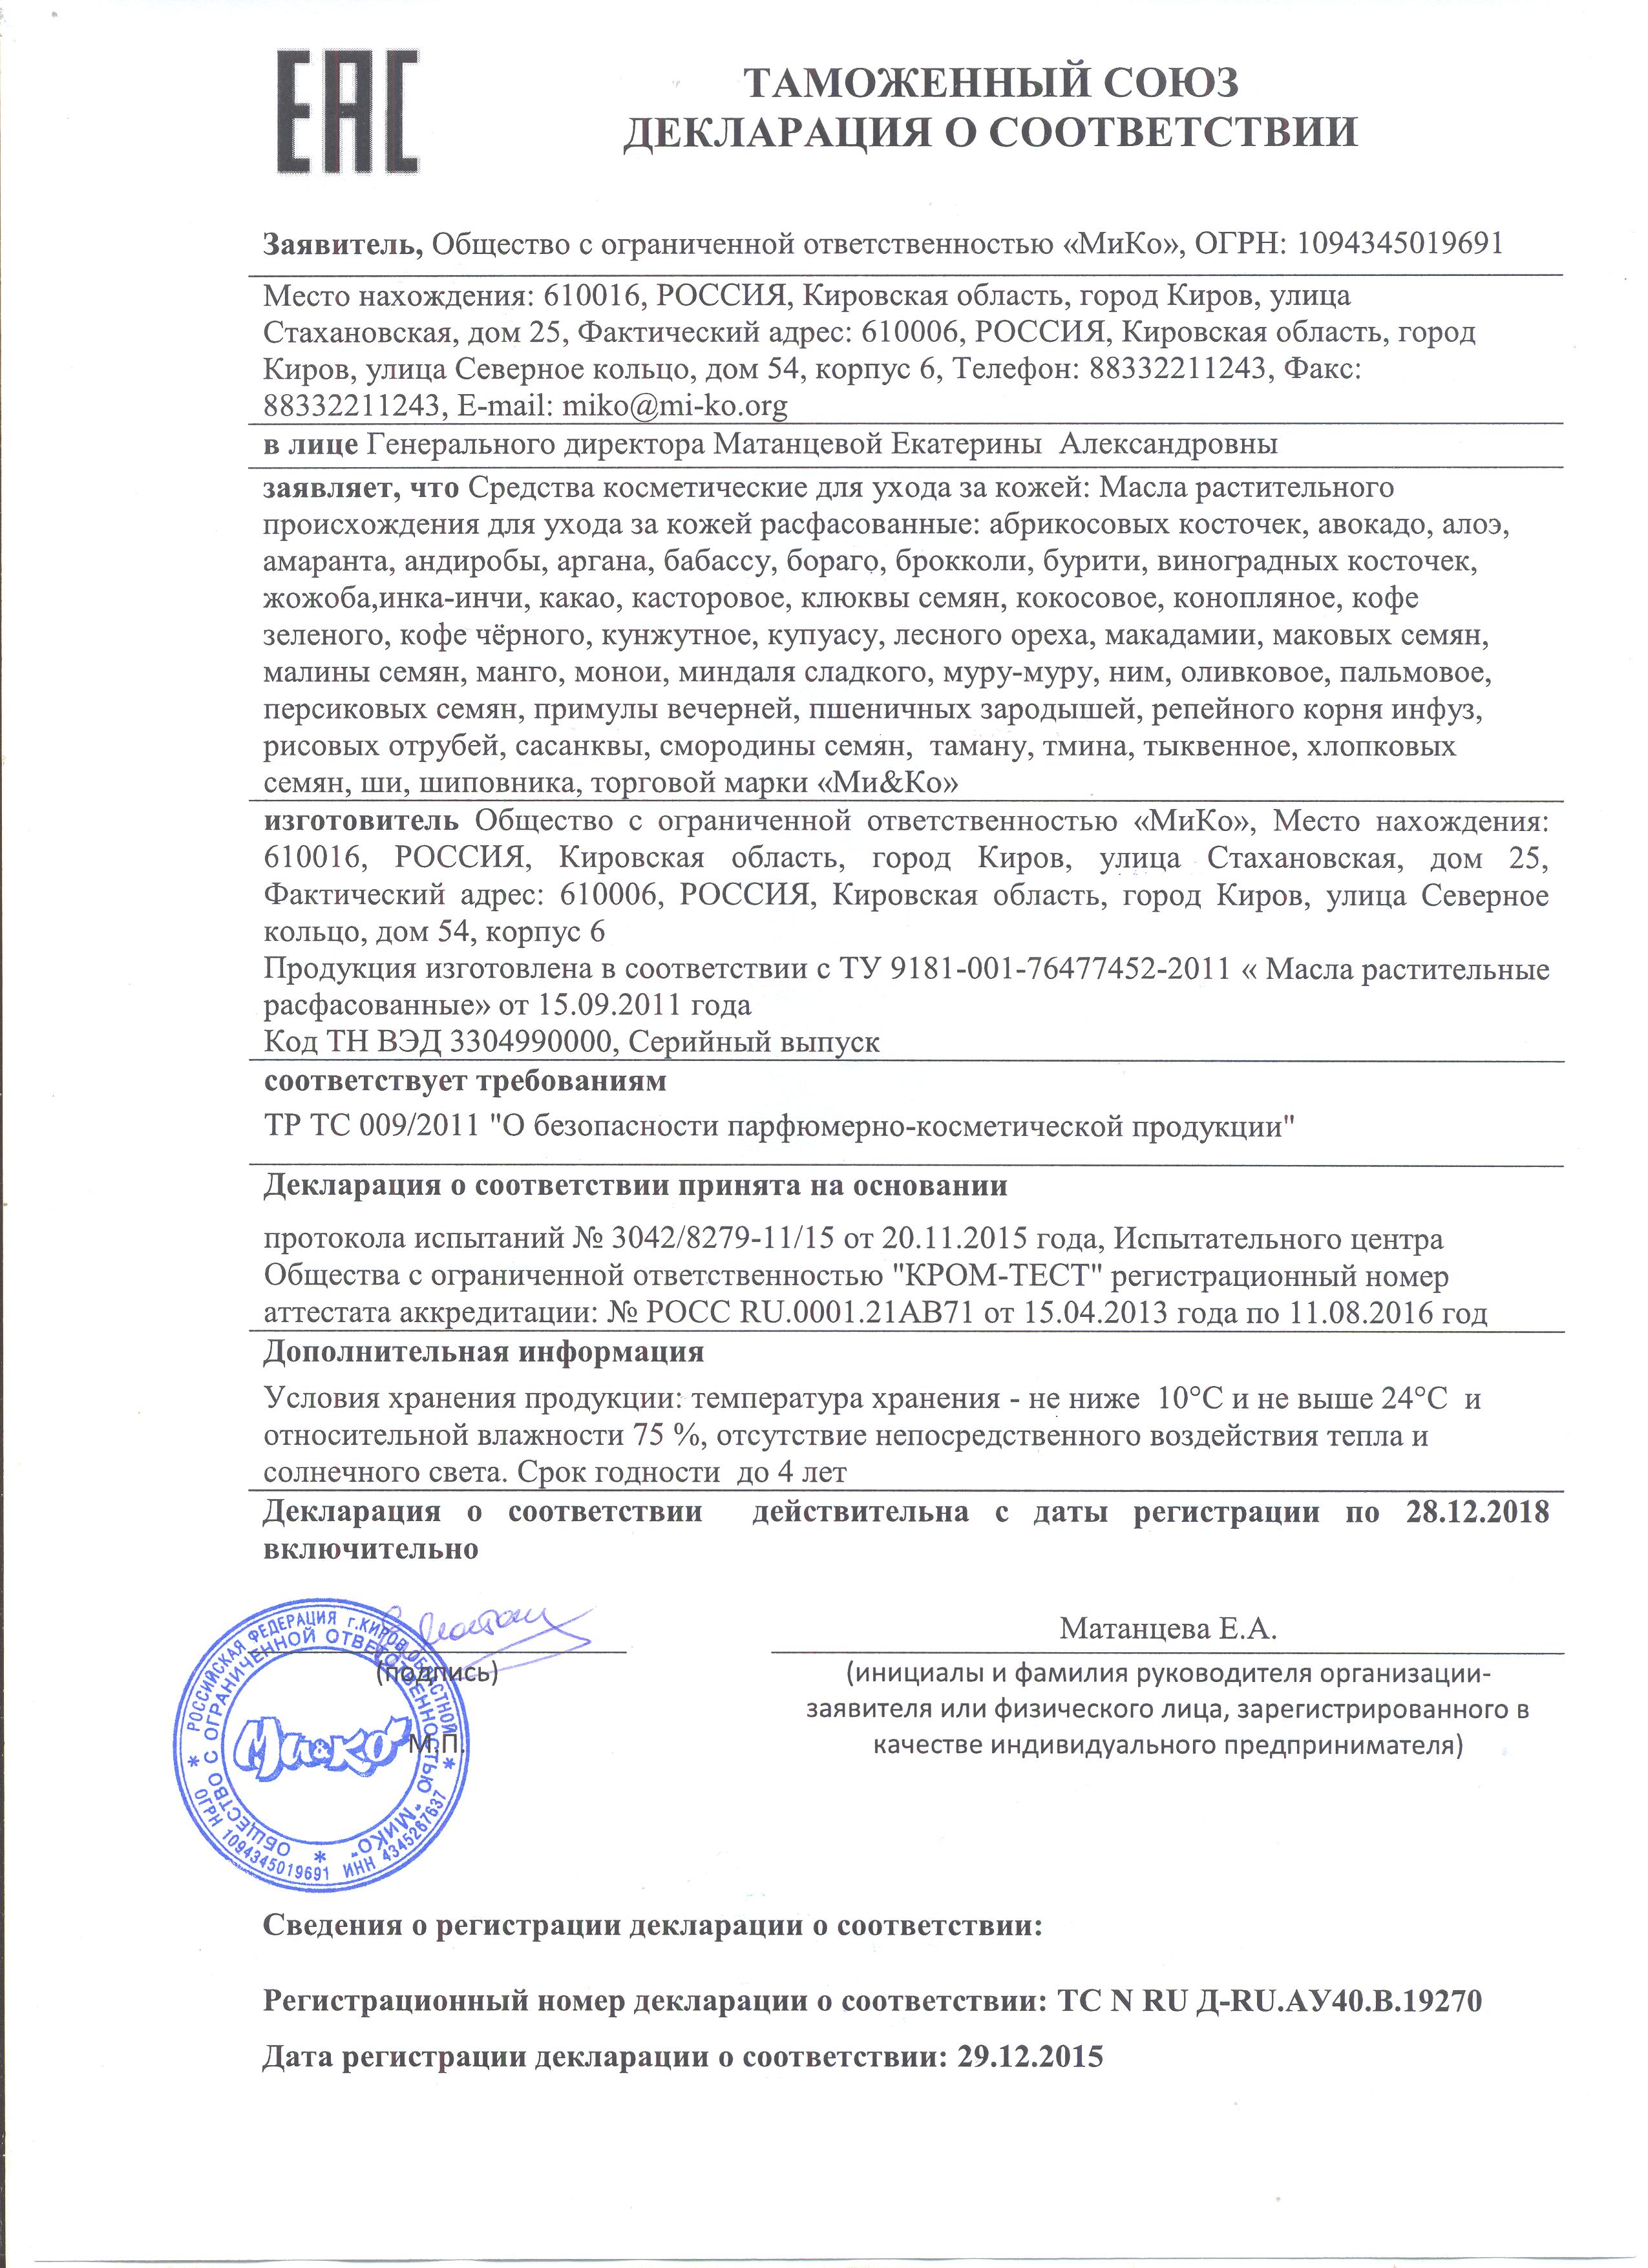 ЕАС
ТАМОЖЕННЫЙ СОЮЗ
ДЕКЛАРАЦИЯ О СООТВЕТСТВИИ
Заявитель, Общество с ограниченной ответственностью «МиКо», ОГРН: 1094345019691
Место нахождения: 610016, РОССИЯ, Кировская область, город Киров, улица
Стахановская, дом 25, Фактический адрес: 610006, РОССИЯ, Кировская область, город
Киров, улица Северное кольцо, дом 54, корпус 6, Телефон: 88332211243, Факс:
88332211243, E-mail: miko@mi-ko.org
в лице Генерального директора Матанцевой Екатерины Александровны
заявляет, что Средства косметические для ухода за кожей: Масла растительного
происхождения для ухода за кожей расфасованные: абрикосовых косточек, авокадо, алоэ,
амаранта, андиробы, аргана, бабассу, бораго, брокколи, бурити, виноградных косточек,
жожоба,инка-инчи, какао, касторовое, клюквы семян, кокосовое, конопляное, кофе
зеленого, кофе чёрного, кунжутное, купуасу, лесного ореха, макадамии, маковых семян,
малины семян, манго, монои, миндаля сладкого, муру-муру, ним, оливковое, пальмовое,
персиковых семян, примулы вечерней, пшеничных зародышей, репейного корня инфуз,
рисовых отрубей, сасанквы, смородины семян, таману, тмина, тыквенное, хлопковых
семян, ши, шиповника, торговой марки «Ми&Ко»
изготовитель Общество с ограниченной ответственностью «МиКо», Место нахождения:
610016, РОССИЯ, Кировская область, город Киров, улица Стахановская, дом 25,
Фактический адрес: 610006, РОССИЯ, Кировская область, город Киров, улица Северное
кольцо, дом 54, корпус 6
Продукция изготовлена в соответствии с ТУ 9181-001-76477452-2011 « Масла растительные
расфасованные» от 15.09.2011 года
Код ТН ВЭД 3304990000, Серийный выпуск
соответствует требованиям
ТР ТС 009/2011 "О безопасности парфюмерно-косметической продукции"
Декларация о соответствии принята на основании
протокола испытаний № 3042/8279-11/15 от 20.11.2015 года, Испытательного центра
Общества с ограниченной ответственностью "КРОМ-ТЕСТ" регистрационный номер
аттестата аккредитации: № РОСС RU.0001.21АВ71 от 15.04.2013 года по 11.08.2016 год
Дополнительная информация
Условия хранения продукции: температура хранения - не ниже 10°С и не выше 24°С и
относительной влажности 75 %, отсутствие непосредственного воздействия тепла и
солнечного света. Срок годности до 4 лет
Декларация о соответствии действительна с даты регистрации по 28.12.2018
включительно
Матанцева Е.А.
(подпись)
(инициалы и фамилия руководителя организации-
заявителя или физического лица, зарегистрированного в
качестве индивидуального предпринимателя)
М.П.
* РОССИЙСКАЯ ФЕДЕРАЦИЯ г.КИРОВ ОБЛАСТНОЙ *
ОГРН 1094345019691 ИНН 4345267637
ОБЩЕСТВО С ОГРАНИЧЕННОЙ ОТВЕТСТВЕННОСТЬЮ "МИКО" *
Ми&Ко
Сведения о регистрации декларации о соответствии:
Регистрационный номер декларации о соответствии: ТС N RU Д-RU.АУ40.В.19270
Дата регистрации декларации о соответствии: 29.12.2015